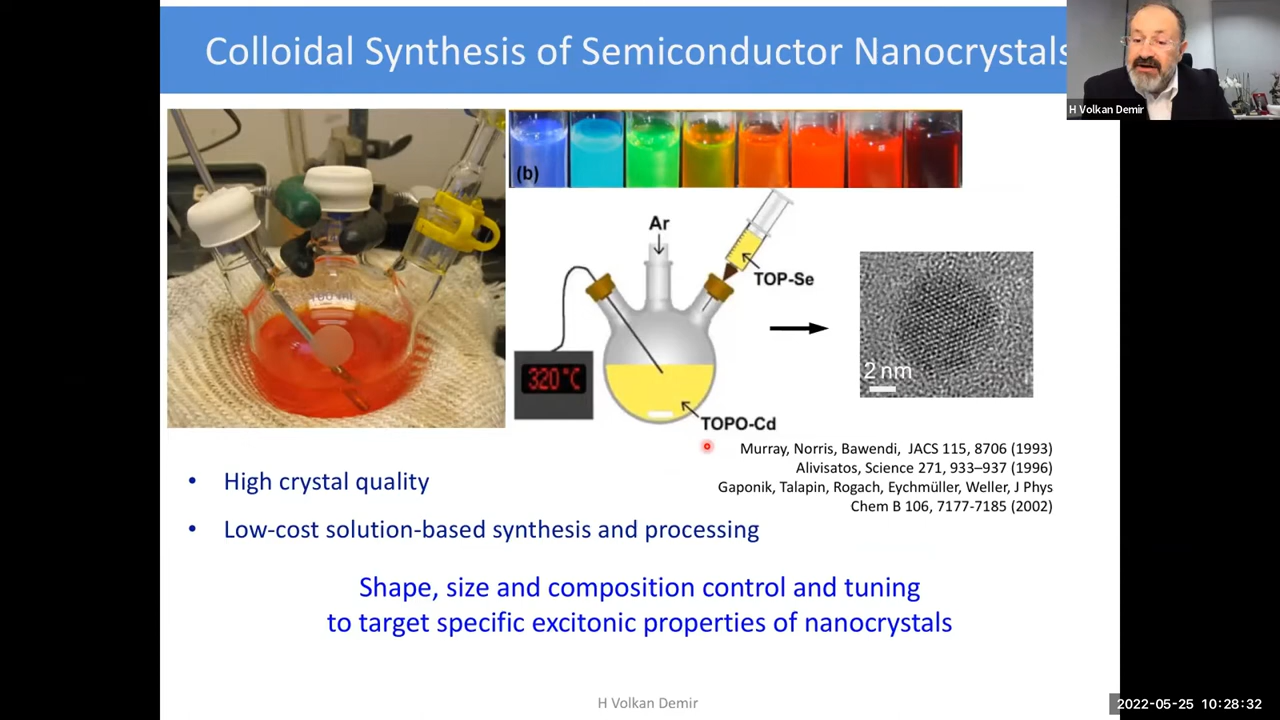 Colloidal Synthesis of Semiconductor Nanocrystals
H Volkan Demir
(b)
Ar
TOP-Se
320°C
TOPO-Cd
2 nm
Murray, Norris, Bawendi, JACS 115, 8706 (1993)
Alivisatos, Science 271, 933–937 (1996)
Gaponik, Talapin, Rogach, Eychmüller, Weller, J Phys
Chem B 106, 7177-7185 (2002)
• High crystal quality
• Low-cost solution-based synthesis and processing
Shape, size and composition control and tuning
to target specific excitonic properties of nanocrystals
H Volkan Demir
2022-05-25 10:28:32